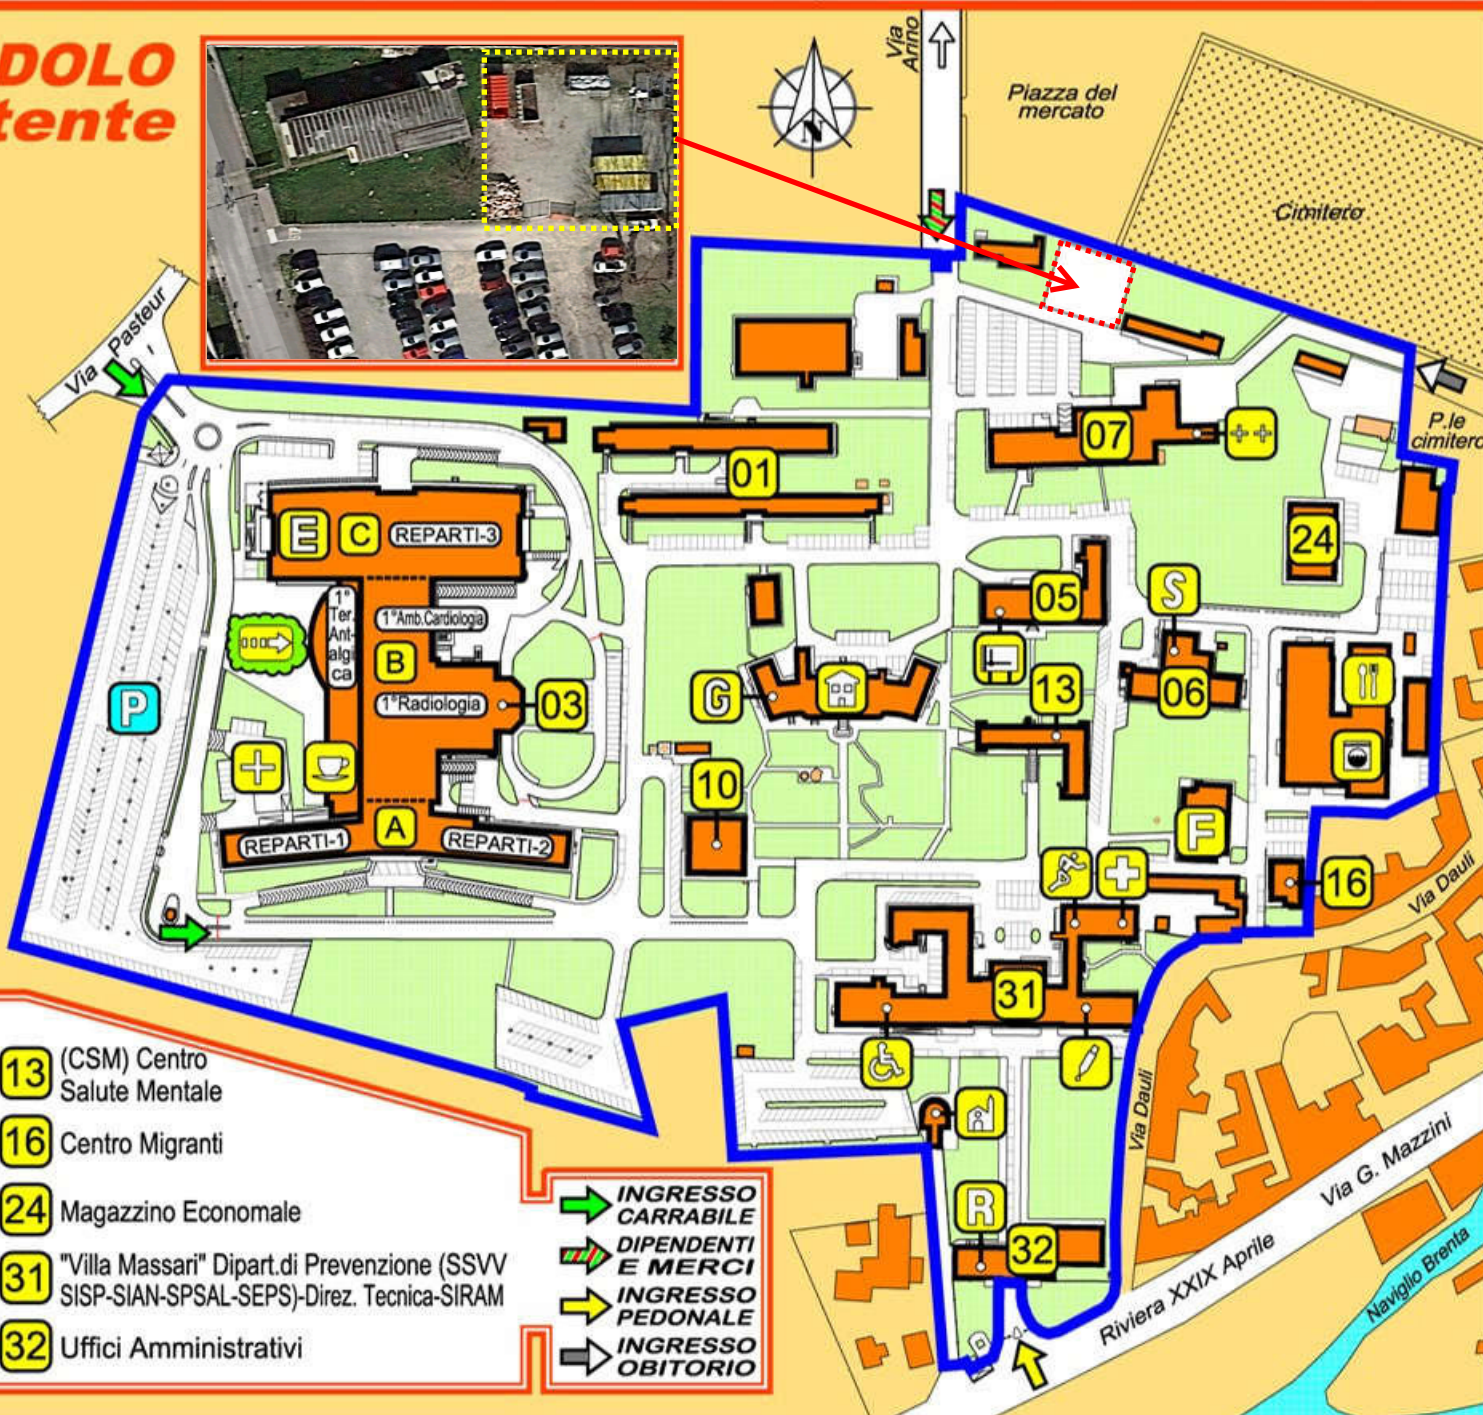 DOLO
tente
Via Arino
Piazza del
mercato
N
Cimitero
Via Pasteur
P.le
cimitero
07
++
01
E
C
REPARTI-3
24
1°
Ter.
Ant-
algi
ca
1°Amb.Cardiologia
05
S
B
P
1°Radiologia
03
G
13
06
10
A
REPARTI-1
REPARTI-2
F
16
Via Dauli
31
Via Dauli
R
32
Via G. Mazzini
Riviera XXIX Aprile
Naviglio Brenta
13 (CSM) Centro
Salute Mentale
16 Centro Migranti
24 Magazzino Economale
31 "Villa Massari" Dipart.di Prevenzione (SSVV
SISP-SIAN-SPSAL-SEPS)-Direz. Tecnica-SIRAM
32 Uffici Amministrativi
INGRESSO
CARRABILE
DIPENDENTI
E MERCI
INGRESSO
PEDONALE
INGRESSO
OBITORIO